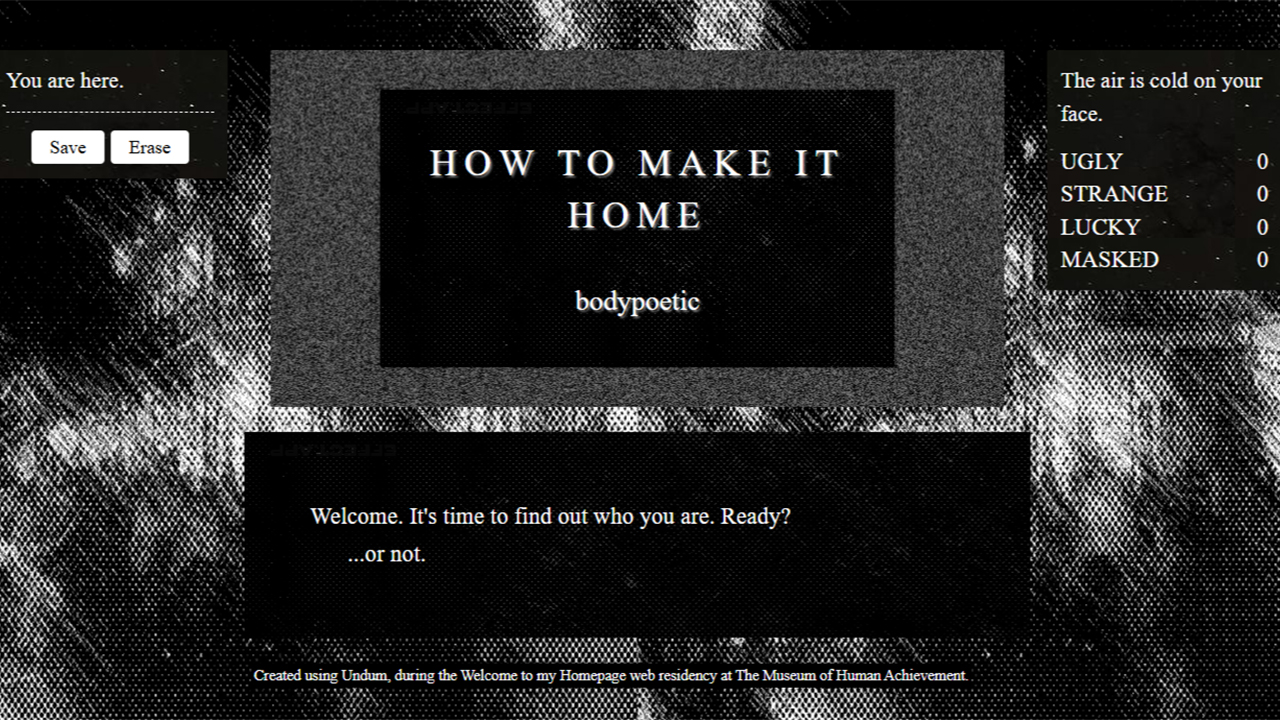 You are here.
Save
Erase
HOW TO MAKE IT
HOME
bodypoetic
The air is cold on your
face.
UGLY 0
STRANGE 0
LUCKY 0
MASKED 0
Welcome. It's time to find out who you are. Ready?
...or not.
Created using Undum, during the Welcome to my Homepage web residency at The Museum of Human Achievement.